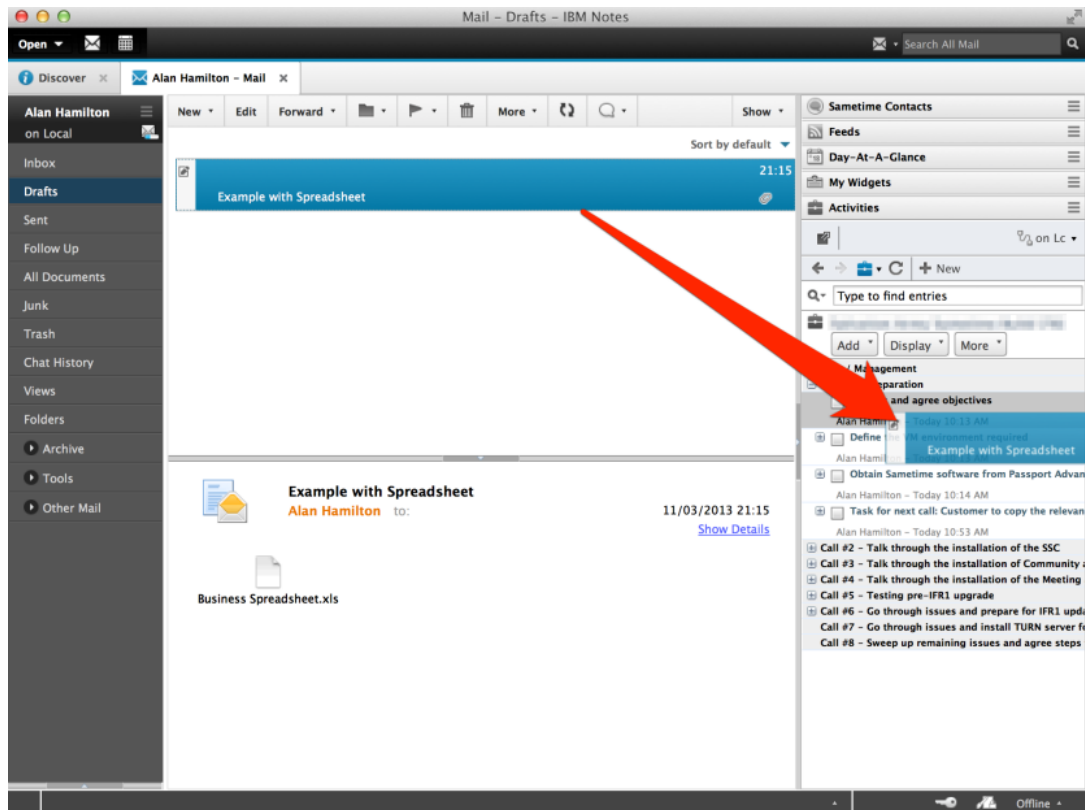 Mail – Drafts – IBM Notes
Open
Search All Mail
Discover
Alan Hamilton – Mail
Alan Hamilton
on Local
Inbox
Drafts
Sent
Follow Up
All Documents
Junk
Trash
Chat History
Views
Folders
Archive
Tools
Other Mail
New Edit Forward More Show
Sort by default
21:15
Example with Spreadsheet
Example with Spreadsheet
Alan Hamilton to: 11/03/2013 21:15
Show Details
Business Spreadsheet.xls
Sametime Contacts
Feeds
Day-At-A-Glance
My Widgets
Activities
on Lc
New
Type to find entries
Add Display More
/ Management
and agree objectives
Alan Hamil – Today 10:13 AM
Define the VM environment required
Example with Spreadsheet
Alan Hamil
Obtain Sametime software from Passport Advan
Alan Hamilton – Today 10:14 AM
Task for next call: Customer to copy the relevan
Alan Hamilton – Today 10:53 AM
Call #2 – Talk through the installation of the SSC
Call #3 – Talk through the installation of Community a
Call #4 – Talk through the installation of the Meeting
Call #5 – Testing pre-IFR1 upgrade
Call #6 – Go through issues and prepare for IFR1 upda
Call #7 – Go through issues and install TURN server fo
Call #8 – Sweep up remaining issues and agree steps
Offline